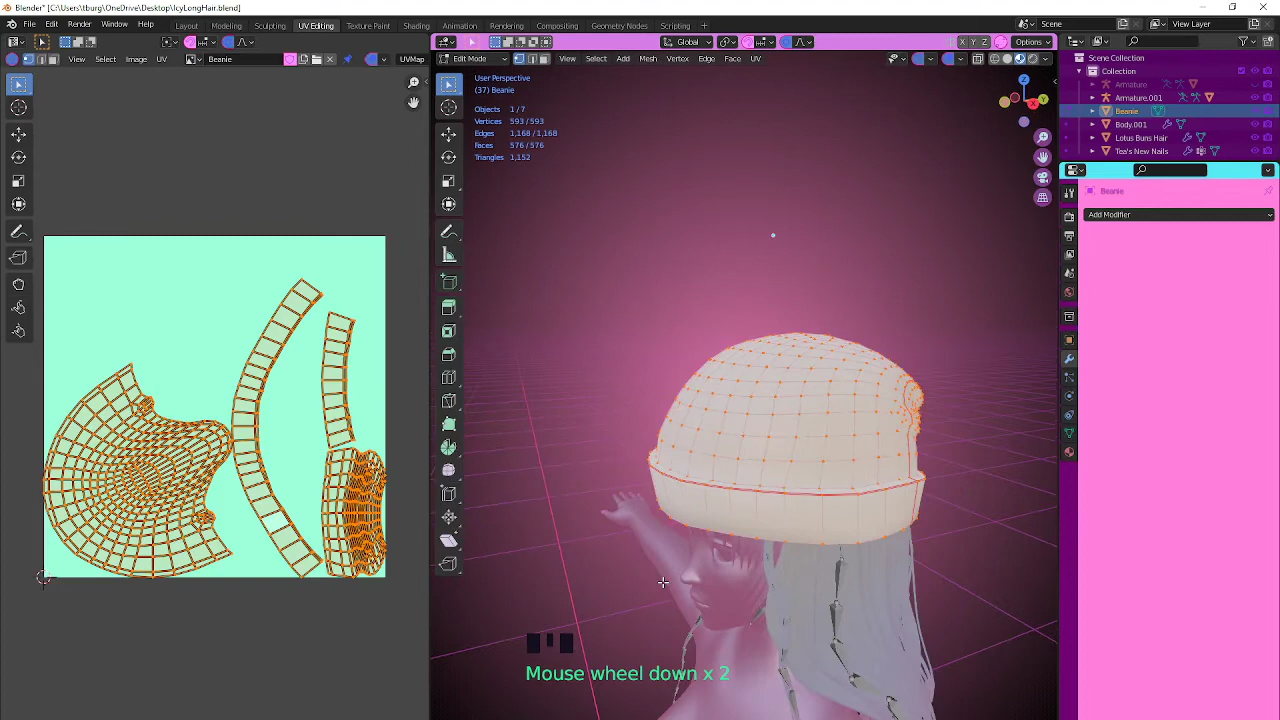 Blender* [C:\Users\tburg\OneDrive\Desktop\IcyLongHair.blend]
File Edit Render Window Help Layout Modeling Sculpting UV Editing Texture Paint Shading Animation Rendering Compositing Geometry Nodes Scripting + Scene View Layer
Global X Y Z Options
View Select Image UV Beanie UVMap Edit Mode View Select Add Mesh Vertex Edge Face UV
User Perspective
(37) Beanie
Objects 1/7
Vertices 593/593
Edges 1,168/1,168
Faces 576/576
Triangles 1,152
Z
Y
X
Scene Collection
Collection
Armature
Armature.001
Beanie
Body.001
Lotus Buns Hair
Tea's New Nails
Beanie
Add Modifier
Mouse wheel down x 2